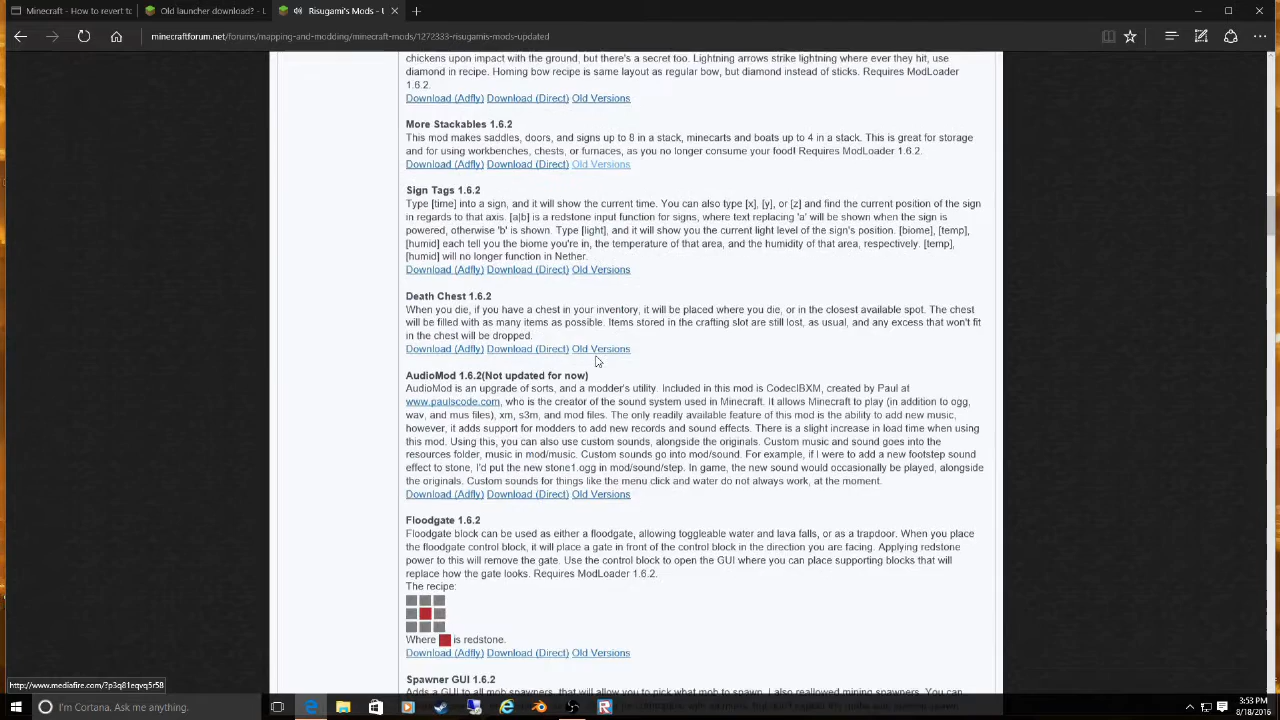 Minecraft - How to revert to
Old launcher download? - L
Risugami's Mods - U
minecraftforum.net/forums/mapping-and-modding/minecraft-mods/1272333-risugamis-mods-updated
chickens upon impact with the ground, but there's a secret too. Lightning arrows strike lightning where ever they hit, use
diamond in recipe. Homing bow recipe is same layout as regular bow, but diamond instead of sticks. Requires ModLoader
1.6.2.
Download (Adfly) Download (Direct) Old Versions
More Stackables 1.6.2
This mod makes saddles, doors, and signs up to 8 in a stack, minecarts and boats up to 4 in a stack. This is great for storage
and for using workbenches, chests, or furnaces, as you no longer consume your food! Requires ModLoader 1.6.2.
Download (Adfly) Download (Direct) Old Versions
Sign Tags 1.6.2
Type [time] into a sign, and it will show the current time. You can also type [x], [y], or [z] and find the current position of the sign
in regards to that axis. [a|b] is a redstone input function for signs, where text replacing 'a' will be shown when the sign is
powered, otherwise 'b' is shown. Type [light], and it will show you the current light level of the sign's position. [biome], [temp],
[humid] each tell you the biome you're in, the temperature of that area, and the humidity of that area, respectively. [temp],
[humid] will no longer function in Nether.
Download (Adfly) Download (Direct) Old Versions
Death Chest 1.6.2
When you die, if you have a chest in your inventory, it will be placed where you die, or in the closest available spot. The chest
will be filled with as many items as possible. Items stored in the crafting slot are still lost, as usual, and any excess that won't fit
in the chest will be dropped.
Download (Adfly) Download (Direct) Old Versions
AudioMod 1.6.2(Not updated for now)
AudioMod is an upgrade of sorts, and a modder's utility. Included in this mod is CodecIBXM, created by Paul at
www.paulscode.com, who is the creator of the sound system used in Minecraft. It allows Minecraft to play (in addition to ogg,
wav, and mus files), xm, s3m, and mod files. The only readily available feature of this mod is the ability to add new music,
however, it adds support for modders to add new records and sound effects. There is a slight increase in load time when using
this mod. Using this, you can also use custom sounds, alongside the originals. Custom music and sound goes into the
resources folder, music in mod/music. Custom sounds go into mod/sound. For example, if I were to add a new footstep sound
effect to stone, I'd put the new stone1.ogg in mod/sound/step. In game, the new sound would occasionally be played, alongside
the originals. Custom sounds for things like the menu click and water do not always work, at the moment.
Download (Adfly) Download (Direct) Old Versions
Floodgate 1.6.2
Floodgate block can be used as either a floodgate, allowing toggleable water and lava falls, or as a trapdoor. When you place
the floodgate control block, it will place a gate in front of the control block in the direction you are facing. Applying redstone
power to this will remove the gate. Use the control block to open the GUI where you can place supporting blocks that will
replace how the gate looks. Requires ModLoader 1.6.2.
The recipe:
Where is redstone.
Download (Adfly) Download (Direct) Old Versions
Spawner GUI 1.6.2
Adds a GUI to all mob spawners, that will allow you to pick what mob to spawn. I also reallowed mining spawners. You can
http://www.mediafire.com/?p3q81eqvq5r58
I'm Cortana. Ask me anything.
3:53 PM
8/18/2016